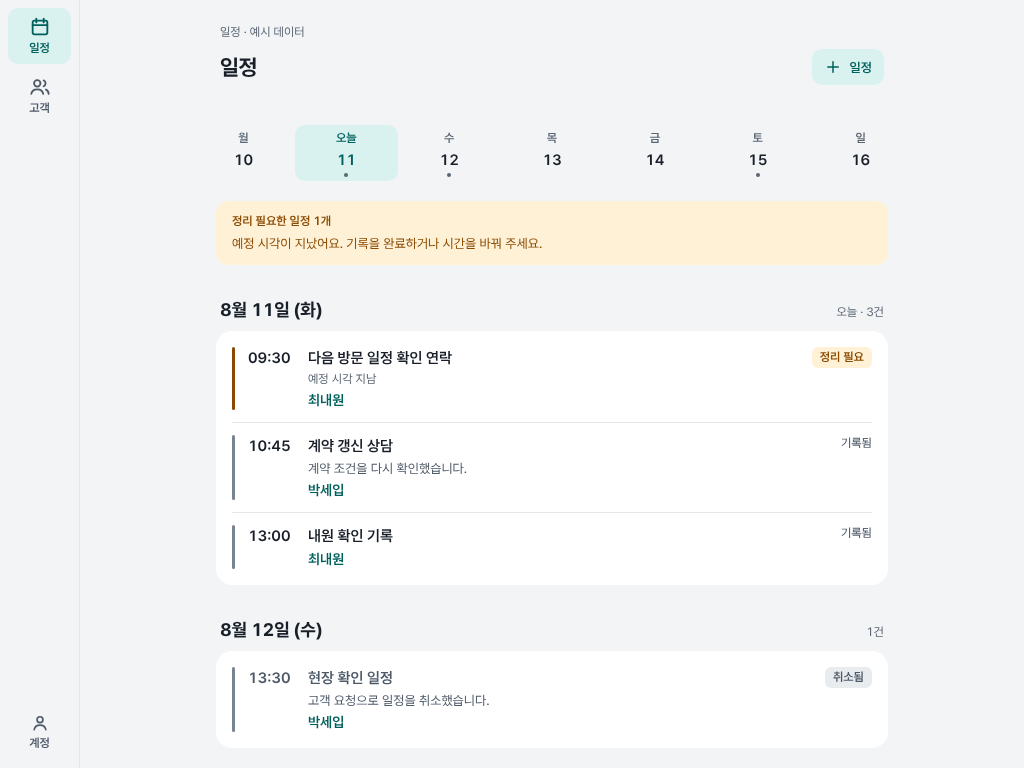 일정
고객
계정
일정 · 예시 데이터
일정
일정
월 오늘 수 목 금 토 일
10 11 12 13 14 15 16
정리 필요한 일정 1개
예정 시각이 지났어요. 기록을 완료하거나 시간을 바꿔 주세요.
8월 11일 (화) 오늘 · 3건
09:30 다음 방문 일정 확인 연락 정리 필요
예정 시각 지남
최내원
10:45 계약 갱신 상담 기록됨
계약 조건을 다시 확인했습니다.
박세입
13:00 내원 확인 기록 기록됨
최내원
8월 12일 (수) 1건
13:30 현장 확인 일정 취소됨
고객 요청으로 일정을 취소했습니다.
박세입